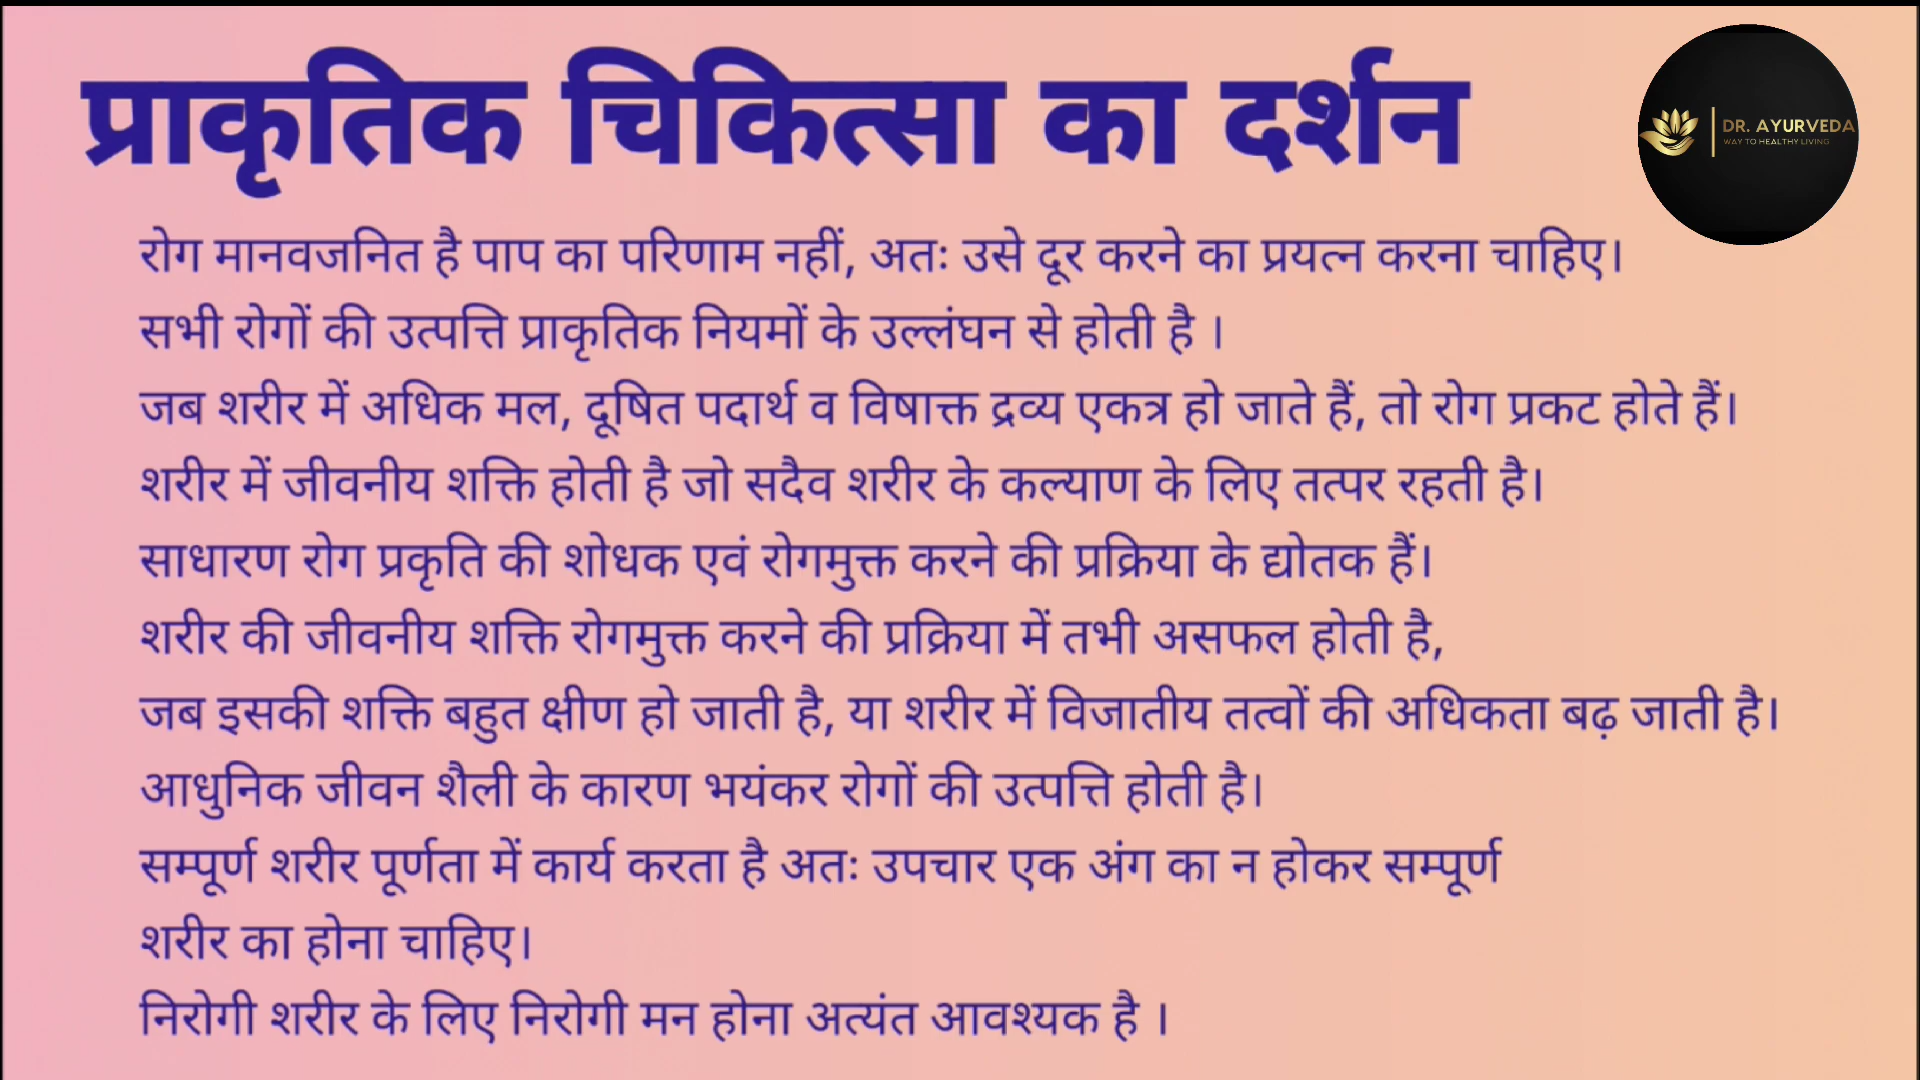 प्राकृतिक चिकित्सा का दर्शन
DR. AYURVEDA
WAY TO HEALTHY LIVING
रोग मानवजनित है पाप का परिणाम नहीं, अतः उसे दूर करने का प्रयत्न करना चाहिए।
सभी रोगों की उत्पत्ति प्राकृतिक नियमों के उल्लंघन से होती है ।
जब शरीर में अधिक मल, दूषित पदार्थ व विषाक्त द्रव्य एकत्र हो जाते हैं, तो रोग प्रकट होते हैं।
शरीर में जीवनीय शक्ति होती है जो सदैव शरीर के कल्याण के लिए तत्पर रहती है।
साधारण रोग प्रकृति की शोधक एवं रोगमुक्त करने की प्रक्रिया के द्योतक हैं।
शरीर की जीवनीय शक्ति रोगमुक्त करने की प्रक्रिया में तभी असफल होती है,
जब इसकी शक्ति बहुत क्षीण हो जाती है, या शरीर में विजातीय तत्वों की अधिकता बढ़ जाती है।
आधुनिक जीवन शैली के कारण भयंकर रोगों की उत्पत्ति होती है।
सम्पूर्ण शरीर पूर्णता में कार्य करता है अतः उपचार एक अंग का न होकर सम्पूर्ण
शरीर का होना चाहिए।
निरोगी शरीर के लिए निरोगी मन होना अत्यंत आवश्यक है ।